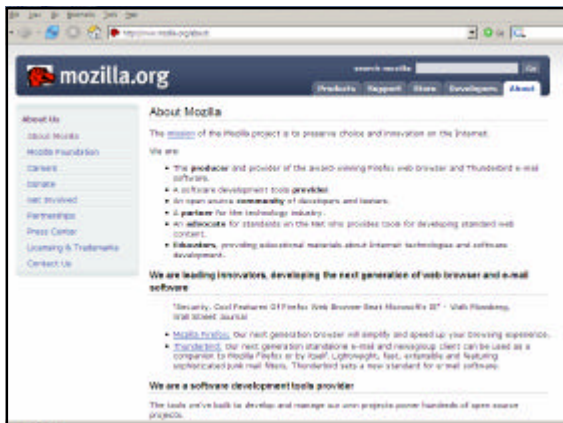 http://www.mozilla.org/about/
Go
mozilla.org
search mozilla
Go
Products Support Store Developers About
About Us
About Mozilla
Mozilla Foundation
Careers
Donate
Get Involved
Partnerships
Press Center
Licensing & Trademarks
Contact Us
About Mozilla
The mission of the Mozilla project is to preserve choice and innovation on the Internet.
We are:
The producer and provider of the award winning Firefox web browser and Thunderbird e-mail
software.
A software development tools provider.
An open source community of developers and testers.
A partner for the technology industry.
An advocate for standards on the Net who provides tools for developing standard web
content.
Educators, providing educational materials about Internet technologies and software
development.
We are leading innovators, developing the next generation of web browser and e-mail
software
"Security, Cool Features Of Firefox Web Browser Beat Microsoft's IE" - Walt Mossberg,
Wall Street Journal
Mozilla Firefox: Our next generation browser will simplify and speed up your browsing experience.
Thunderbird: Our next generation standalone e-mail and newsgroup client can be used as a
companion to Mozilla Firefox or by itself. Lightweight, fast, extensible and featuring
sophisticated junk mail filters, Thunderbird sets a new standard for e-mail software.
We are a software development tools provider
The tools we've built to develop and manage our own projects power hundreds of open source
projects.